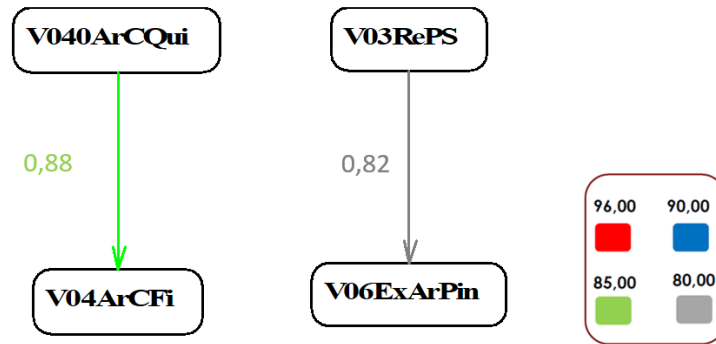 V040ArCQui
V03RePS
0,88
0,82
V04ArCFi
V06ExArPin
96,00 90,00
85,00 80,00